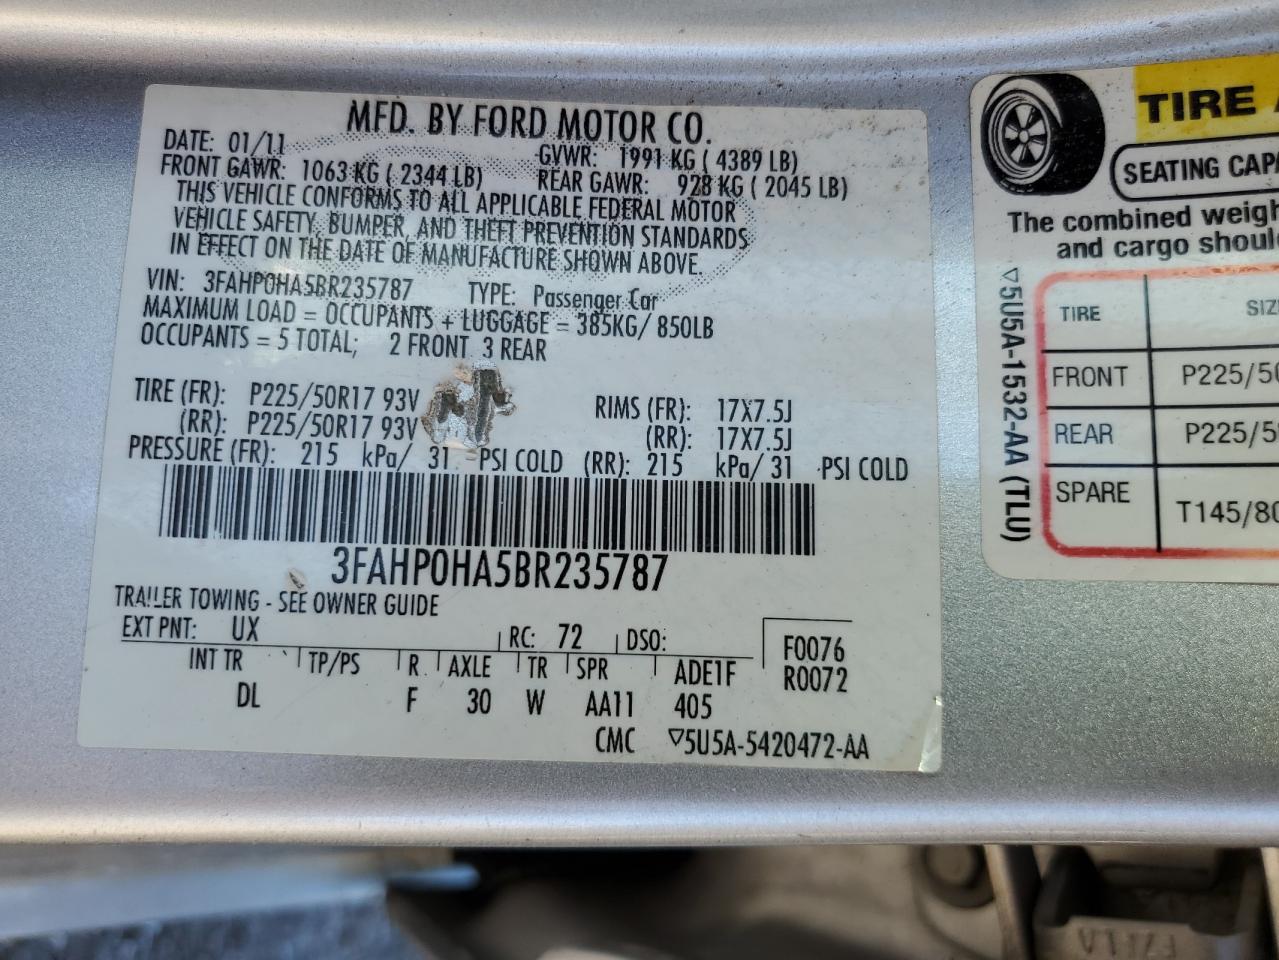 MFD. BY FORD MOTOR CO.
DATE: 01/11 GVWR: 1991 KG ( 4389 LB)
FRONT GAWR: 1063 KG ( 2344 LB) REAR GAWR: 928 KG ( 2045 LB)
THIS VEHICLE CONFORMS TO ALL APPLICABLE FEDERAL MOTOR
VEHICLE SAFETY, BUMPER, AND THEFT PREVENTION STANDARDS
IN EFFECT ON THE DATE OF MANUFACTURE SHOWN ABOVE.
VIN: 3FAHP0HA5BR235787 TYPE: Passenger Car
MAXIMUM LOAD = OCCUPANTS + LUGGAGE = 385KG/ 850LB
OCCUPANTS = 5 TOTAL; 2 FRONT 3 REAR
TIRE (FR): P225/50R17 93V RIMS (FR): 17X7.5J
(RR): P225/50R17 93V (RR): 17X7.5J
PRESSURE (FR): 215 kPa/ 31 PSI COLD (RR): 215 kPa/ 31 PSI COLD
3FAHP0HA5BR235787
TRAILER TOWING - SEE OWNER GUIDE
EXT PNT: UX RC: 72 DSO: F0076
INT TR TP/PS R AXLE TR SPR ADE1F R0072
DL F 30 W AA11 405
CMC ▽5U5A-5420472-AA
TIRE
SEATING CAPA
The combined weigh
and cargo shoul
▽5U5A-1532-AA (TLU)
TIRE SIZ
FRONT P225/50
REAR P225/5
SPARE T145/80